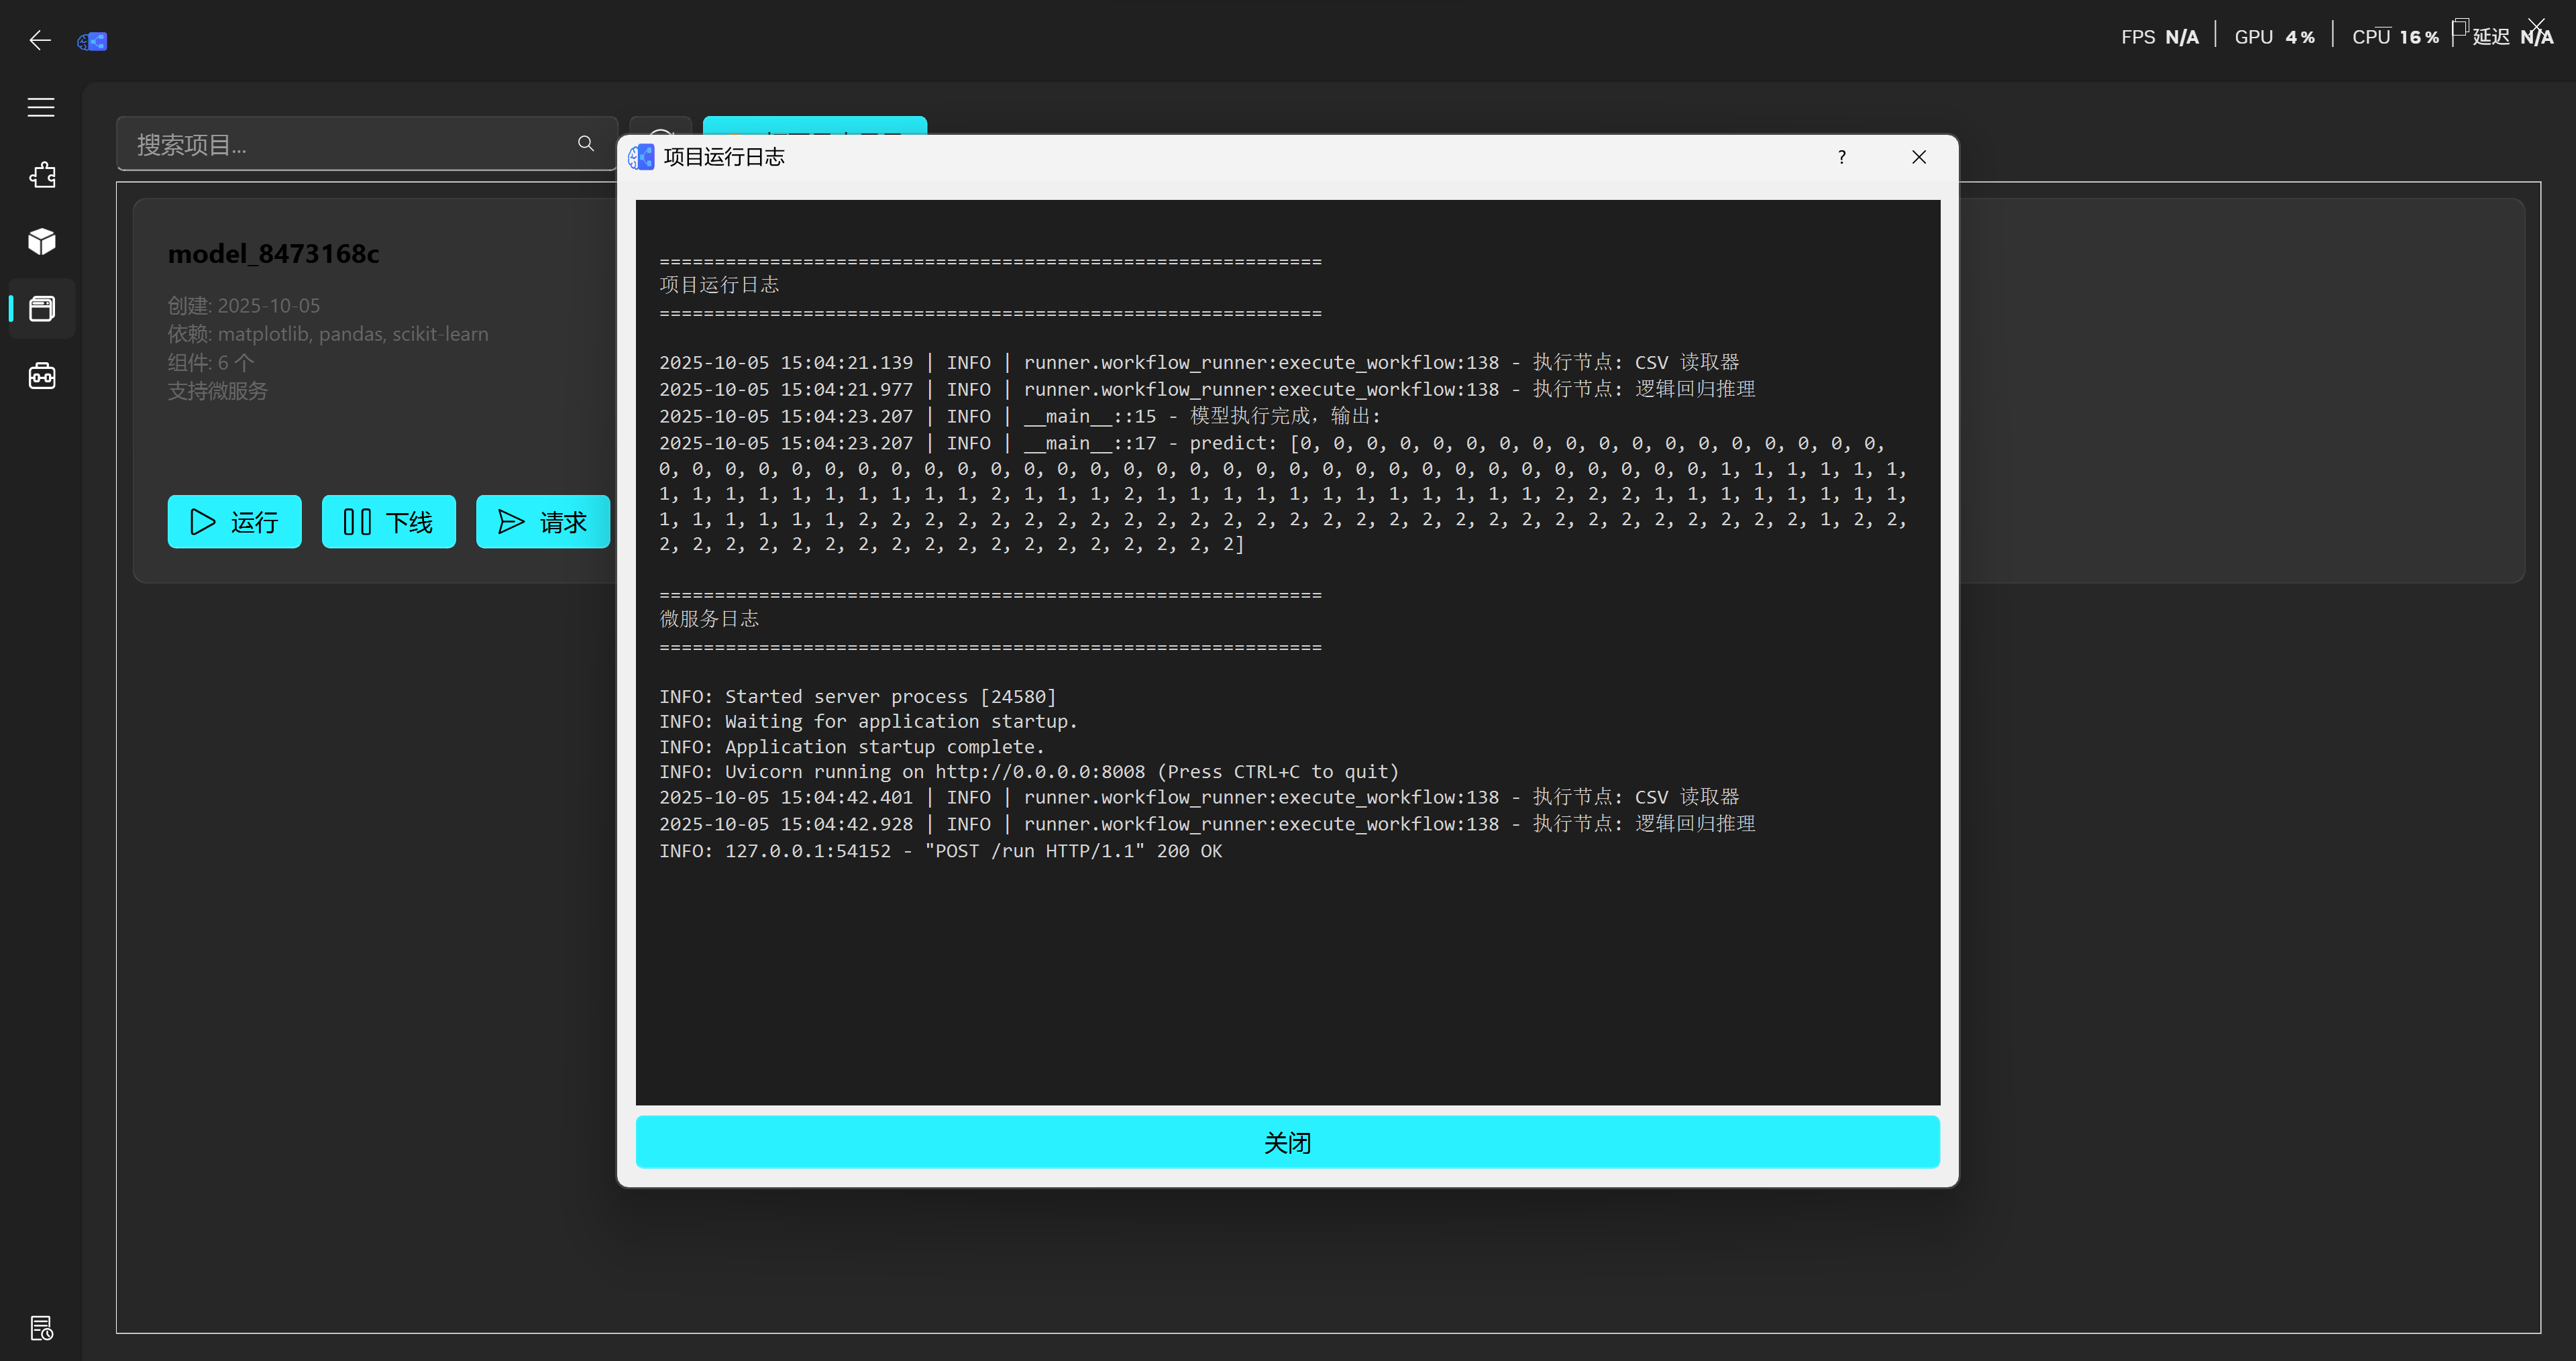 FPS N/A | GPU 4% | CPU 16% 延迟 N/A
搜索项目...
model_8473168c
创建: 2025-10-05
依赖: matplotlib, pandas, scikit-learn
组件: 6 个
支持微服务
运行 下线 请求
项目运行日志 ?
============================================================
项目运行日志
============================================================
2025-10-05 15:04:21.139 | INFO | runner.workflow_runner:execute_workflow:138 - 执行节点: CSV 读取器
2025-10-05 15:04:21.977 | INFO | runner.workflow_runner:execute_workflow:138 - 执行节点: 逻辑回归推理
2025-10-05 15:04:23.207 | INFO | __main__::15 - 模型执行完成，输出:
2025-10-05 15:04:23.207 | INFO | __main__::17 - predict: [0, 0, 0, 0, 0, 0, 0, 0, 0, 0, 0, 0, 0, 0, 0, 0, 0, 0,
0, 0, 0, 0, 0, 0, 0, 0, 0, 0, 0, 0, 0, 0, 0, 0, 0, 0, 0, 0, 0, 0, 0, 0, 0, 0, 0, 0, 0, 0, 0, 0, 1, 1, 1, 1, 1, 1,
1, 1, 1, 1, 1, 1, 1, 1, 1, 1, 2, 1, 1, 1, 2, 1, 1, 1, 1, 1, 1, 1, 1, 1, 1, 1, 1, 2, 2, 2, 1, 1, 1, 1, 1, 1, 1, 1,
1, 1, 1, 1, 1, 1, 2, 2, 2, 2, 2, 2, 2, 2, 2, 2, 2, 2, 2, 2, 2, 2, 2, 2, 2, 2, 2, 2, 2, 2, 2, 2, 2, 2, 2, 1, 2, 2,
2, 2, 2, 2, 2, 2, 2, 2, 2, 2, 2, 2, 2, 2, 2, 2, 2, 2]
============================================================
微服务日志
============================================================
INFO: Started server process [24580]
INFO: Waiting for application startup.
INFO: Application startup complete.
INFO: Uvicorn running on http://0.0.0.0:8008 (Press CTRL+C to quit)
2025-10-05 15:04:42.401 | INFO | runner.workflow_runner:execute_workflow:138 - 执行节点: CSV 读取器
2025-10-05 15:04:42.928 | INFO | runner.workflow_runner:execute_workflow:138 - 执行节点: 逻辑回归推理
INFO: 127.0.0.1:54152 - "POST /run HTTP/1.1" 200 OK
关闭